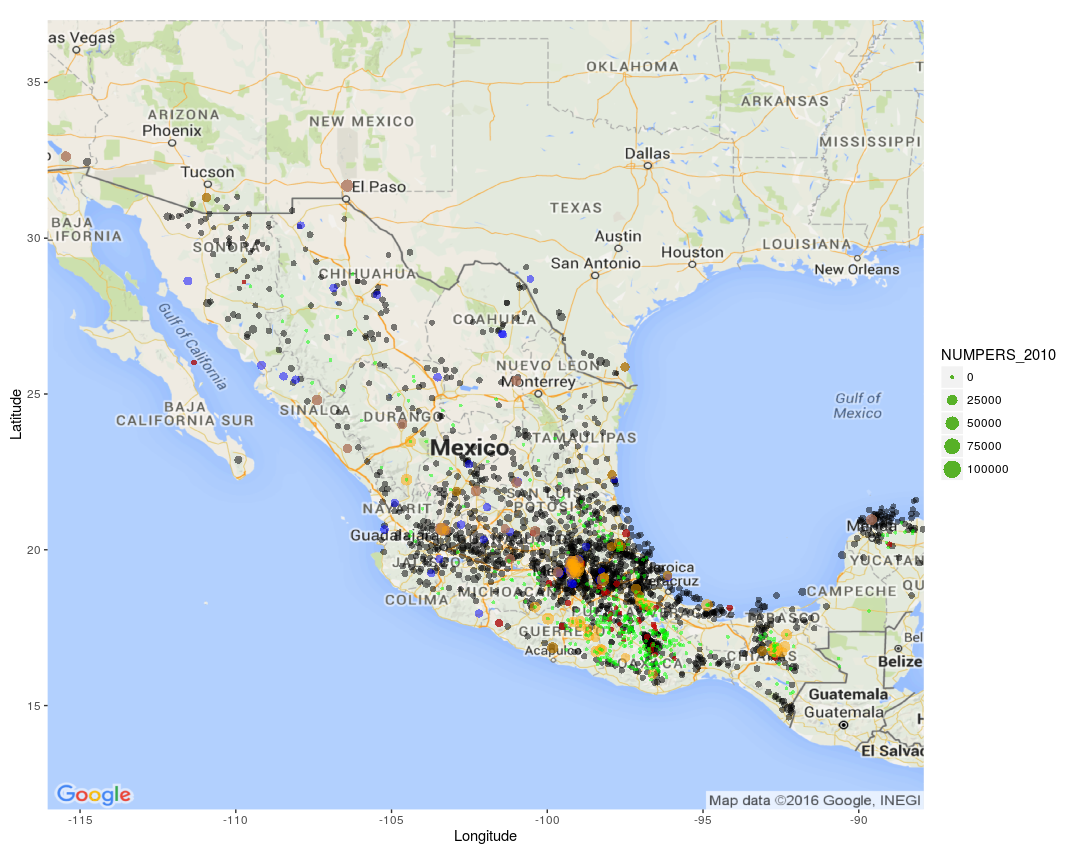 as Vegas
35
OKLAHOMA
T
ARIZONA
ARKANSAS
Phoenix
NEW MEXICO
MISSISSIPPI
Dallas
Tucson
El Paso
TEXAS
BAJA
IFORNIA
30
Austin
SONORA
LOUISIANA
San Antonio
Houston
New Orleans
CHIHUAHUA
Gulf of California
COAHUILA
NUMPERS_2010
0
25000
50000
75000
100000
NUEVO LEON
Monterrey
25
Gulf of
Mexico
BAJA
CALIFORNIA SUR
SINALOA
DURANGO
TAMAULIPAS
Mexico
SAN LUIS
POTOSI
NAYARIT
Guadalajara
20
JALISCO
YUCATAN
COLIMA
MICHOACAN
CAMPECHE
QU
TABASCO
GUERRERO
Acapulco
OAXACA
CHIAPAS
Bel
Belize
Guatemala
Guatemala
15
H
El Salvac
Google
Map data ©2016 Google, INEGI
-115
-110
-105
-100
-95
-90
Longitude
Latitude